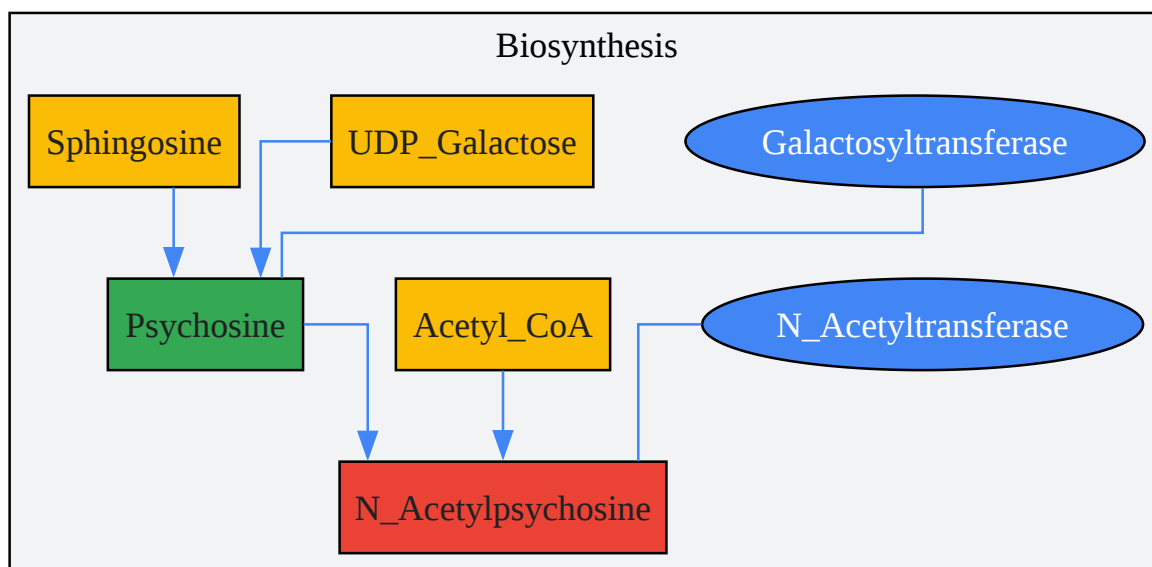 Biosynthesis
Sphingosine
UDP_Galactose
Galactosyltransferase
Psychosine
Acetyl_CoA
N_Acetyltransferase
N_Acetylpsychosine